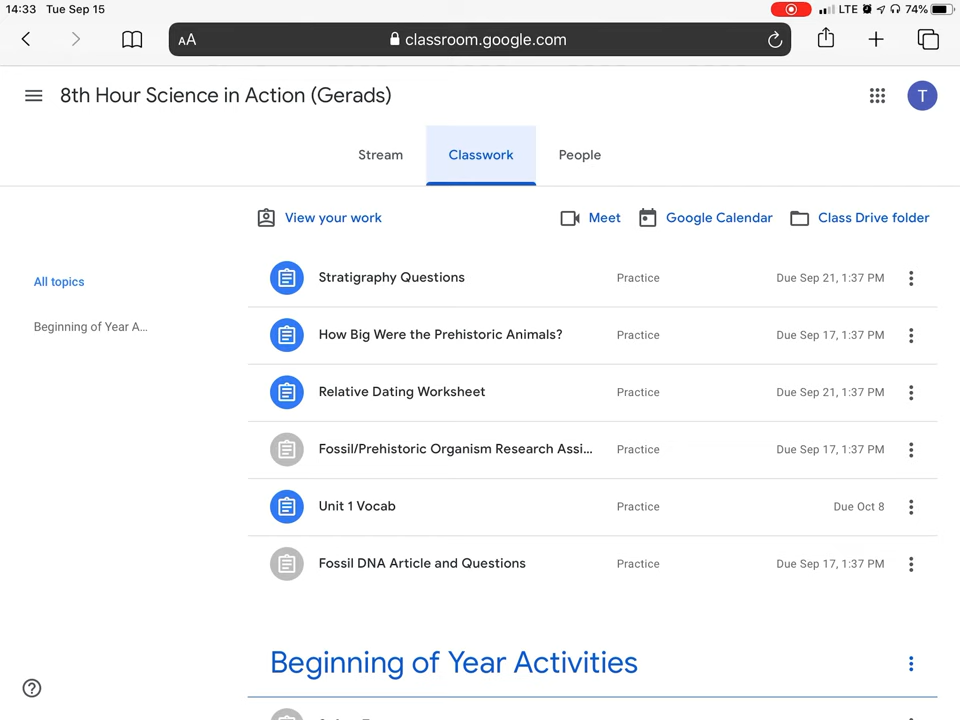 14:33 Tue Sep 15
LTE 74%
AA classroom.google.com
8th Hour Science in Action (Gerads)
T
Stream Classwork People
View your work Meet Google Calendar Class Drive folder
All topics
Beginning of Year A...
Stratigraphy Questions Practice Due Sep 21, 1:37 PM
How Big Were the Prehistoric Animals? Practice Due Sep 17, 1:37 PM
Relative Dating Worksheet Practice Due Sep 21, 1:37 PM
Fossil/Prehistoric Organism Research Assi... Practice Due Sep 17, 1:37 PM
Unit 1 Vocab Practice Due Oct 8
Fossil DNA Article and Questions Practice Due Sep 17, 1:37 PM
Beginning of Year Activities